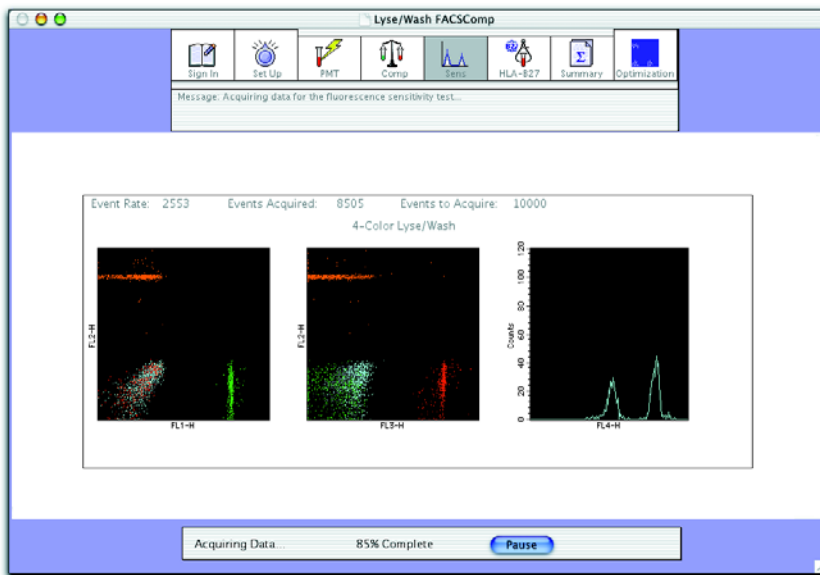 Lyse/Wash FACSComp
Sign In Set Up PMT Comp Sens HLA-B27 Summary Optimization
Message: Acquiring data for the fluorescence sensitivity test...
Event Rate: 2553 Events Acquired: 8505 Events to Acquire: 10000
4-Color Lyse/Wash
FL2-H
FL1-H
FL2-H
FL3-H
120
100
80
60
40
20
0
Counts
FL4-H
Acquiring Data... 85% Complete Pause